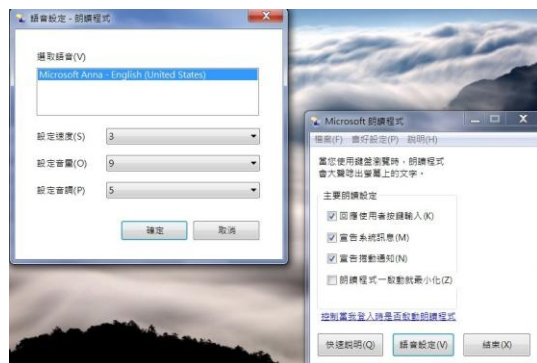 語音設定 - 朗讀程式
選取語音(V)
Microsoft Anna - English (United States)
設定速度(S)
3
設定音量(O)
9
設定音調(P)
5
確定
取消
Microsoft 朗讀程式
檔案(F) 喜好設定(P) 說明(H)
當您使用鍵盤瀏覽時，朗讀程式
會大聲唸出螢幕上的文字。
主要朗讀設定
回應使用者按鍵輸入(K)
宣告系統訊息(M)
宣告捲動通知(N)
朗讀程式一啟動就最小化(Z)
控制當我登入時是否啟動朗讀程式
快速說明(Q)
語音設定(V)
結束(X)